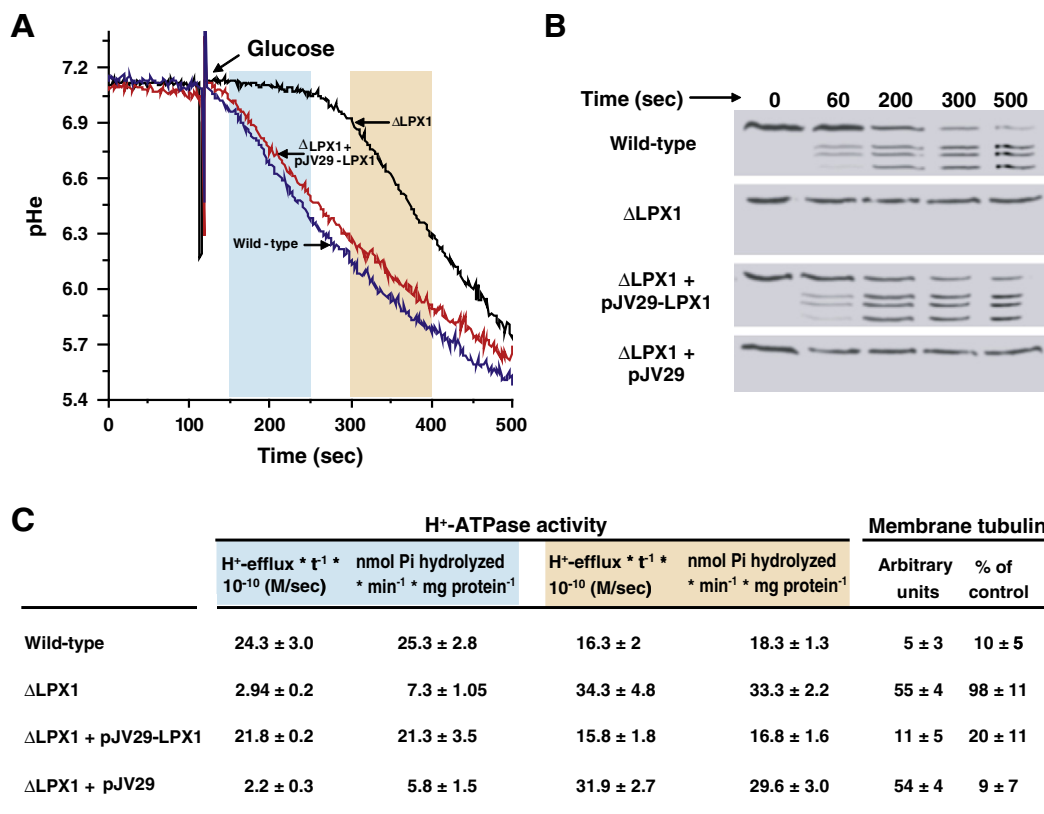 A
Glucose
7.2
6.9
6.6
6.3
6.0
5.7
5.4
pHe
ΔLPX1
ΔLPX1+
pJV29-LPX1
Wild-type
0 100 200 300 400 500
Time (sec)
B
Time (sec) 0 60 200 300 500
Wild-type
ΔLPX1
ΔLPX1 +
pJV29-LPX1
ΔLPX1 +
pJV29
C
H⁺-ATPase activity Membrane tubulin
H⁺-efflux * t⁻¹ * nmol Pi hydrolyzed H⁺-efflux * t⁻¹ * nmol Pi hydrolyzed Arbitrary % of
10⁻¹⁰ (M/sec) * min⁻¹ * mg protein⁻¹ 10⁻¹⁰ (M/sec) * min⁻¹ * mg protein⁻¹ units control
Wild-type 24.3 ± 3.0 25.3 ± 2.8 16.3 ± 2 18.3 ± 1.3 5 ± 3 10 ± 5
ΔLPX1 2.94 ± 0.2 7.3 ± 1.05 34.3 ± 4.8 33.3 ± 2.2 55 ± 4 98 ± 11
ΔLPX1 + pJV29-LPX1 21.8 ± 0.2 21.3 ± 3.5 15.8 ± 1.8 16.8 ± 1.6 11 ± 5 20 ± 11
ΔLPX1 + pJV29 2.2 ± 0.3 5.8 ± 1.5 31.9 ± 2.7 29.6 ± 3.0 54 ± 4 9 ± 7